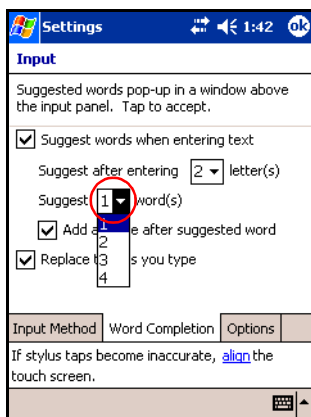 Settings 1:42 ok
Input
Suggested words pop-up in a window above
the input panel. Tap to accept.
Suggest words when entering text
Suggest after entering 2 letter(s)
Suggest 1 word(s)
1
Add a e after suggested word
2
Replace t s you type
3
4
Input Method Word Completion Options
If stylus taps become inaccurate, align the
touch screen.